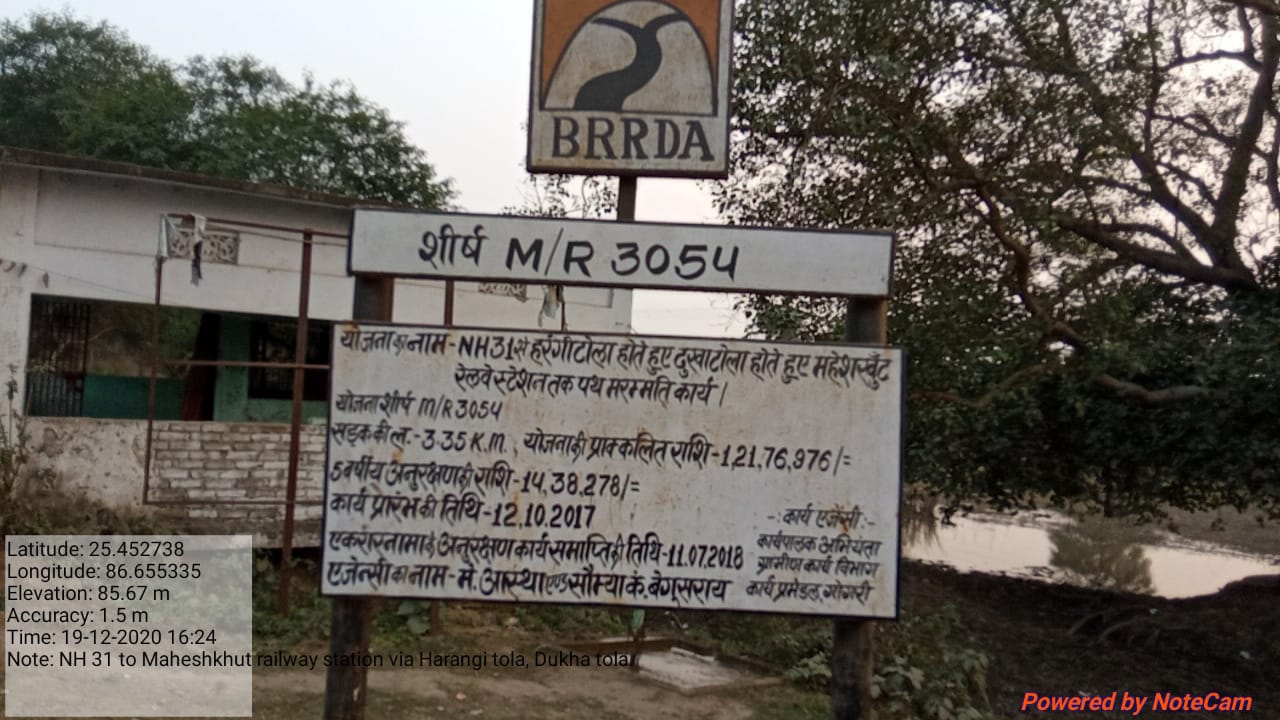 BRRDA
शीर्ष M/R 3054
योजना का नाम - NH31 से हरंगीटोला होते हुए दुखाटोला होते हुए महेशखुँट
रेलवे स्टेशन तक पथ मरम्मति कार्य।
योजना शीर्ष M/R 3054
सड़क की ल.- 3.35 K.M., योजना की प्राक्कलित राशि - 1,21,76,976/=
5 वर्षीय अनुरक्षण की राशि - 14,38,278/=
कार्य प्रारंभ की तिथि - 12.10.2017
-: कार्य एजेंसी :-
एकरारनामा के अनुरक्षण कार्य समाप्ति की तिथि - 11.07.2018
कार्यपालक अभियंता
ग्रामीण कार्य विभाग
एजेन्सी का नाम - मे. आस्था एण्ड सौम्या कं. बेगूसराय
कार्य प्रमंडल, गोगरी
Latitude: 25.452738
Longitude: 86.655335
Elevation: 85.67 m
Accuracy: 1.5 m
Time: 19-12-2020 16:24
Note: NH 31 to Maheshkhut railway station via Harangi tola, Dukha tola
Powered by NoteCam